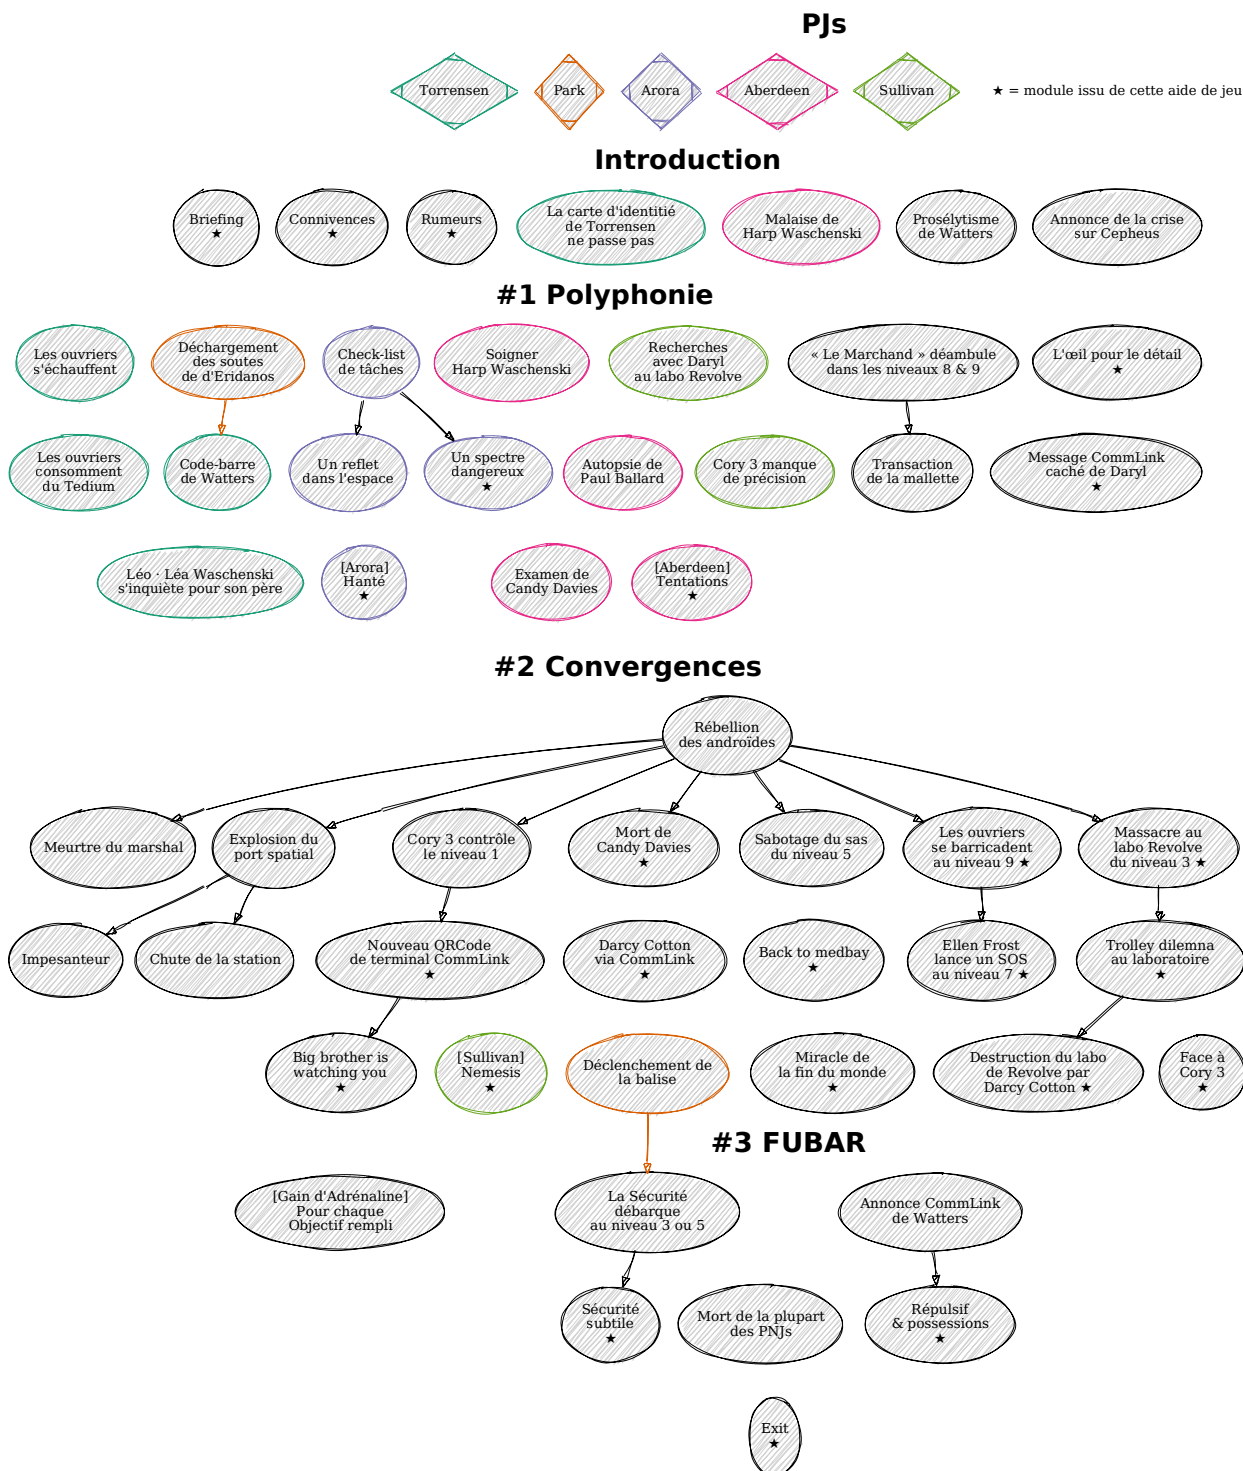 PJs
Torrensen
Park
Arora
Aberdeen
Sullivan
★ = module issu de cette aide de jeu
Introduction
Briefing
★
Connivences
★
Rumeurs
★
La carte d'identitié
de Torrensen
ne passe pas
Malaise de
Harp Waschenski
Prosélytisme
de Watters
Annonce de la crise
sur Cepheus
#1 Polyphonie
Les ouvriers
s'échauffent
Déchargement
des soutes
de d'Eridanos
Check-list
de tâches
Soigner
Harp Waschenski
Recherches
avec Daryl
au labo Revolve
« Le Marchand » déambule
dans les niveaux 8 & 9
L'œil pour le détail
★
Les ouvriers
consomment
du Tedium
Code-barre
de Watters
Un reflet
dans l'espace
Un spectre
dangereux
★
Autopsie de
Paul Ballard
Cory 3 manque
de précision
Transaction
de la mallette
Message CommLink
caché de Daryl
★
Léo · Léa Waschenski
s'inquiète pour son père
[Arora]
Hanté
★
Examen de
Candy Davies
[Aberdeen]
Tentations
★
#2 Convergences
Rébellion
des androïdes
Meurtre du marshal
Explosion du
port spatial
Cory 3 contrôle
le niveau 1
Mort de
Candy Davies
★
Sabotage du sas
du niveau 5
Les ouvriers
se barricadent
au niveau 9 ★
Massacre au
labo Revolve
du niveau 3 ★
Impesanteur
Chute de la station
Nouveau QRCode
de terminal CommLink
★
Darcy Cotton
via CommLink
★
Back to medbay
★
Ellen Frost
lance un SOS
au niveau 7 ★
Trolley dilemna
au laboratoire
★
Big brother is
watching you
★
[Sullivan]
Nemesis
★
Déclenchement de
la balise
Miracle de
la fin du monde
★
Destruction du labo
de Revolve par
Darcy Cotton ★
Face à
Cory 3
★
#3 FUBAR
[Gain d'Adrénaline]
Pour chaque
Objectif rempli
La Sécurité
débarque
au niveau 3 ou 5
Annonce CommLink
de Watters
Sécurité
subtile
★
Mort de la plupart
des PNJs
Répulsif
& possessions
★
Exit
★